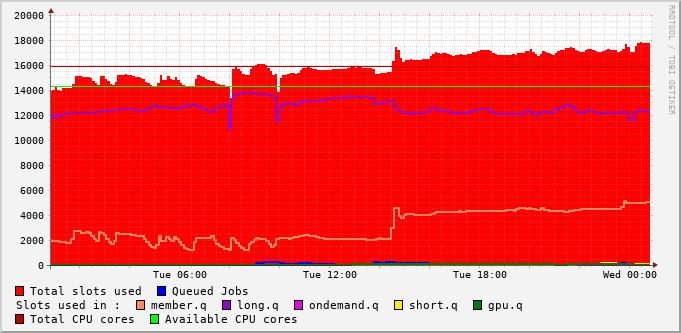 20000
18000
16000
14000
12000
10000
8000
6000
4000
2000
0
Tue 06:00 Tue 12:00 Tue 18:00 Wed 00:00
RRDTOOL / TOBI OETIKER
Total slots used Queued Jobs
Slots used in : member.q long.q ondemand.q short.q gpu.q
Total CPU cores Available CPU cores